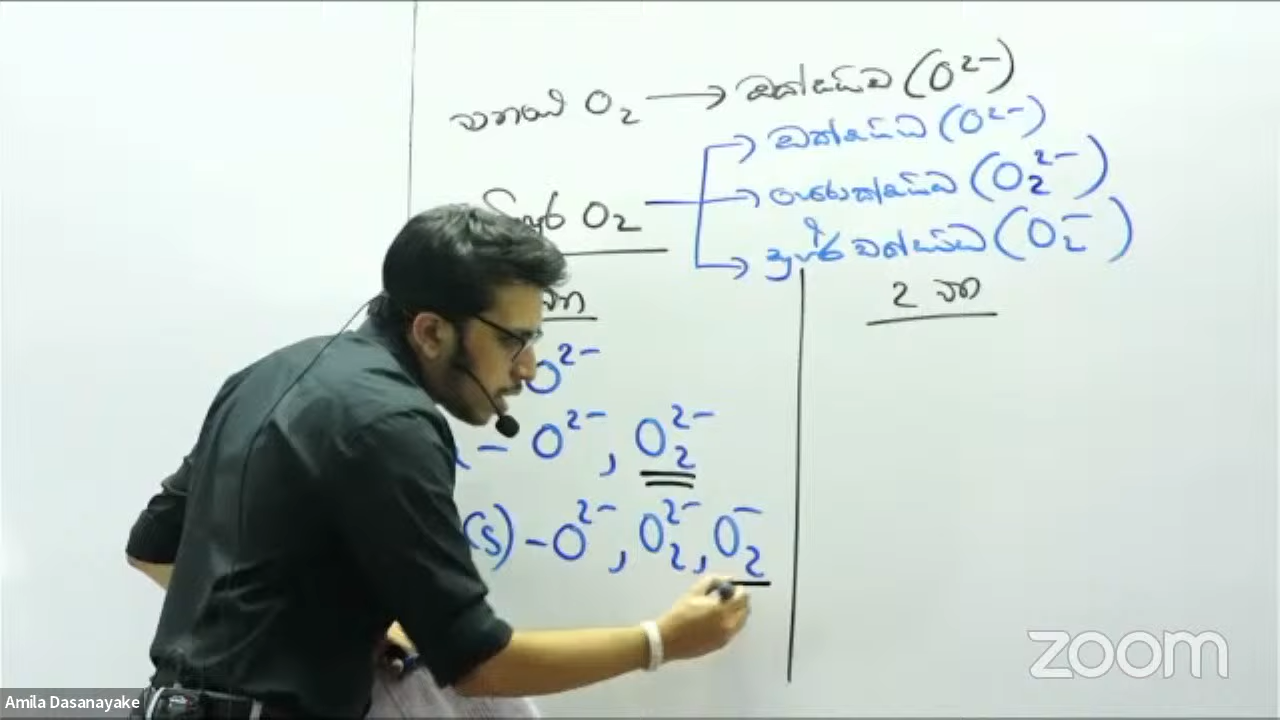 වාතයේ O₂ → ඔක්සයිඩ (O²⁻)
→ ඔක්සයිඩ (O²⁻)
O₂ → පෙරොක්සයිඩ (O₂²⁻)
→ සුපර් ඔක්සයිඩ (O₂⁻)
2 වන
O²⁻
– O²⁻, O₂²⁻
(s) – O²⁻, O₂²⁻, O₂⁻
zoom
Amila Dasanayake